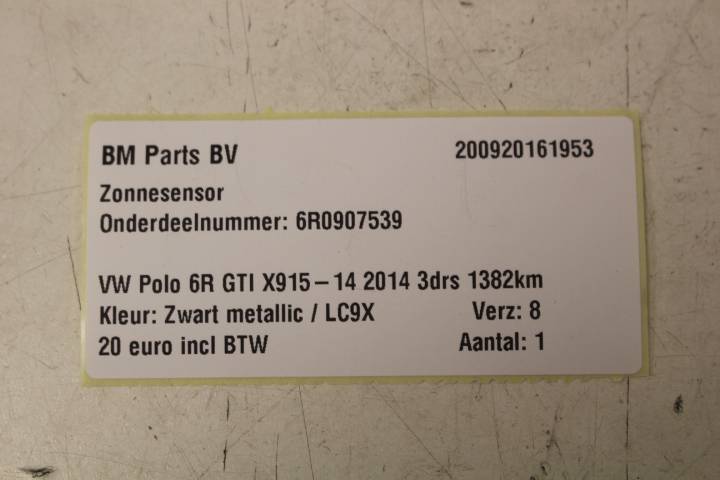 BM Parts BV 200920161953
Zonnesensor
Onderdeelnummer: 6R0907539
VW Polo 6R GTI X915-14 2014 3drs 1382km
Kleur: Zwart metallic / LC9X Verz: 8
20 euro incl BTW Aantal: 1